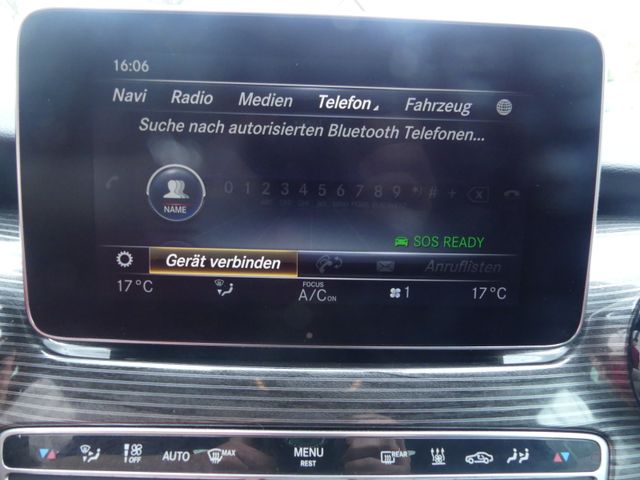 16:06
Navi Radio Medien Telefon Fahrzeug
Suche nach autorisierten Bluetooth Telefonen...
0 1 2 3 4 5 6 7 8 9 * # +
NAME
SOS READY
Gerät verbinden Anruflisten
17°C FOCUS A/C ON 1 17°C
OFF AUTO MAX MENU REST REAR